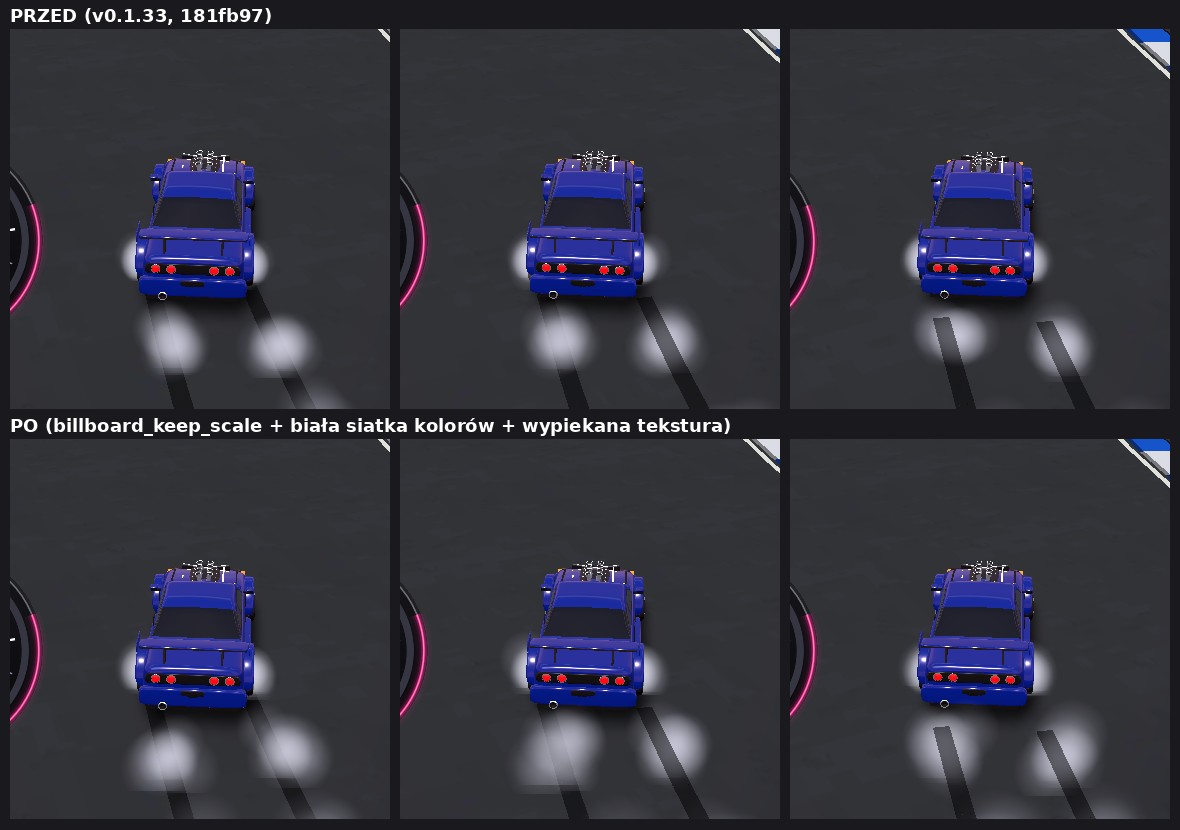 PRZED (v0.1.33, 181fb97)
PO (billboard_keep_scale + biała siatka kolorów + wypiekana tekstura)